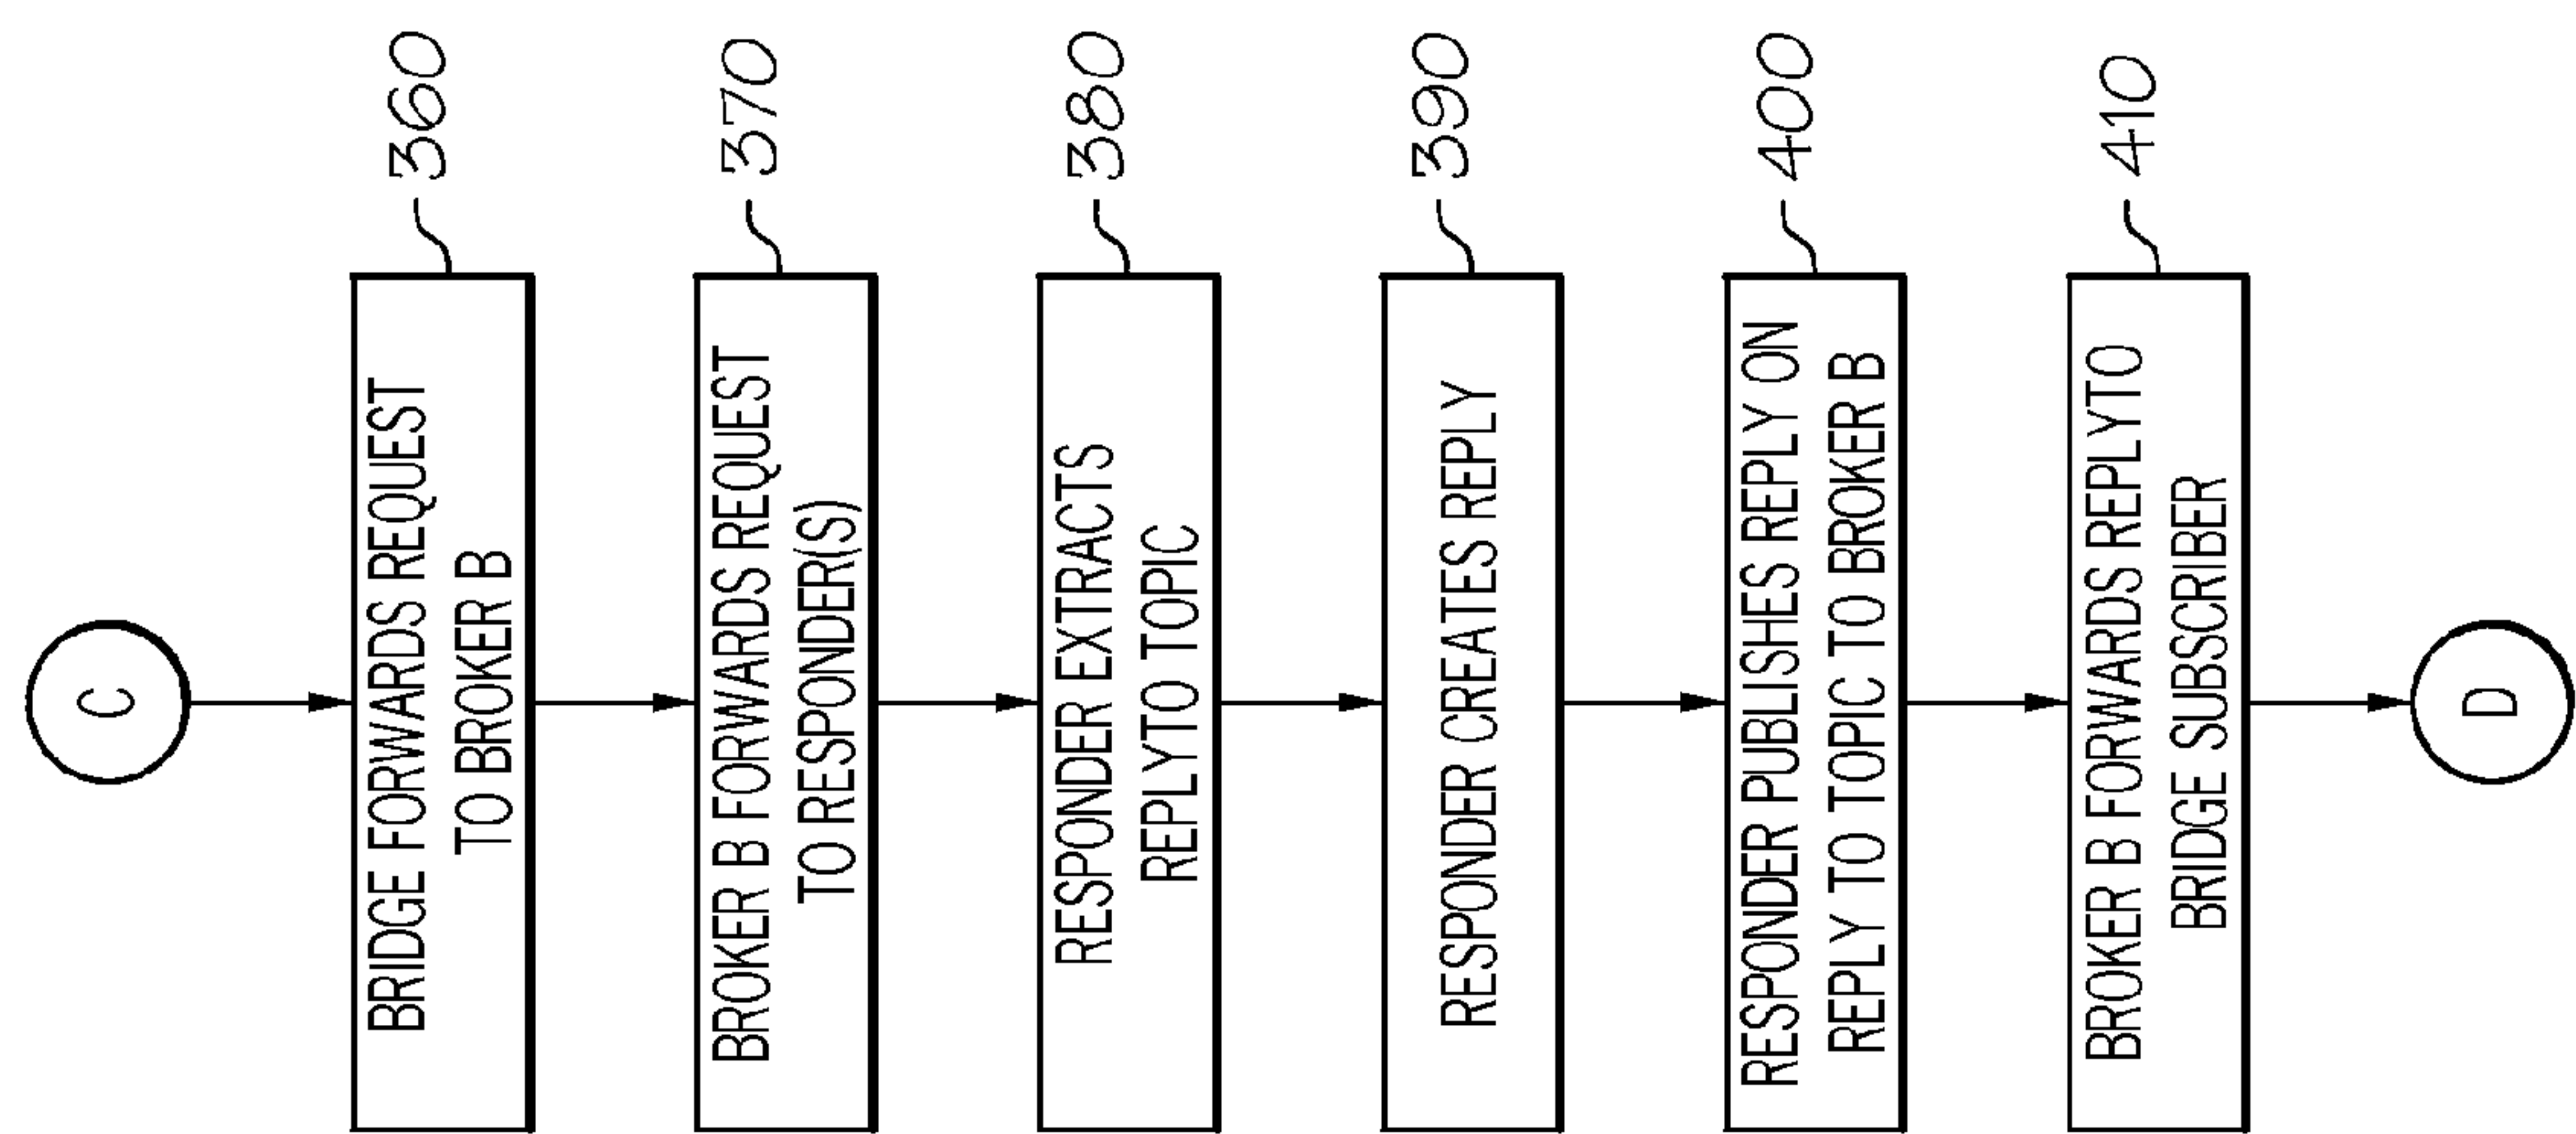 C
BRIDGE FORWARDS REQUEST
TO BROKER B
360
BROKER B FORWARDS REQUEST
TO RESPONDER(S)
370
RESPONDER EXTRACTS
REPLYTO TOPIC
380
RESPONDER CREATES REPLY
390
RESPONDER PUBLISHES REPLY ON
REPLY TO TOPIC TO BROKER B
400
BROKER B FORWARDS REPLYTO
BRIDGE SUBSCRIBER
410
D